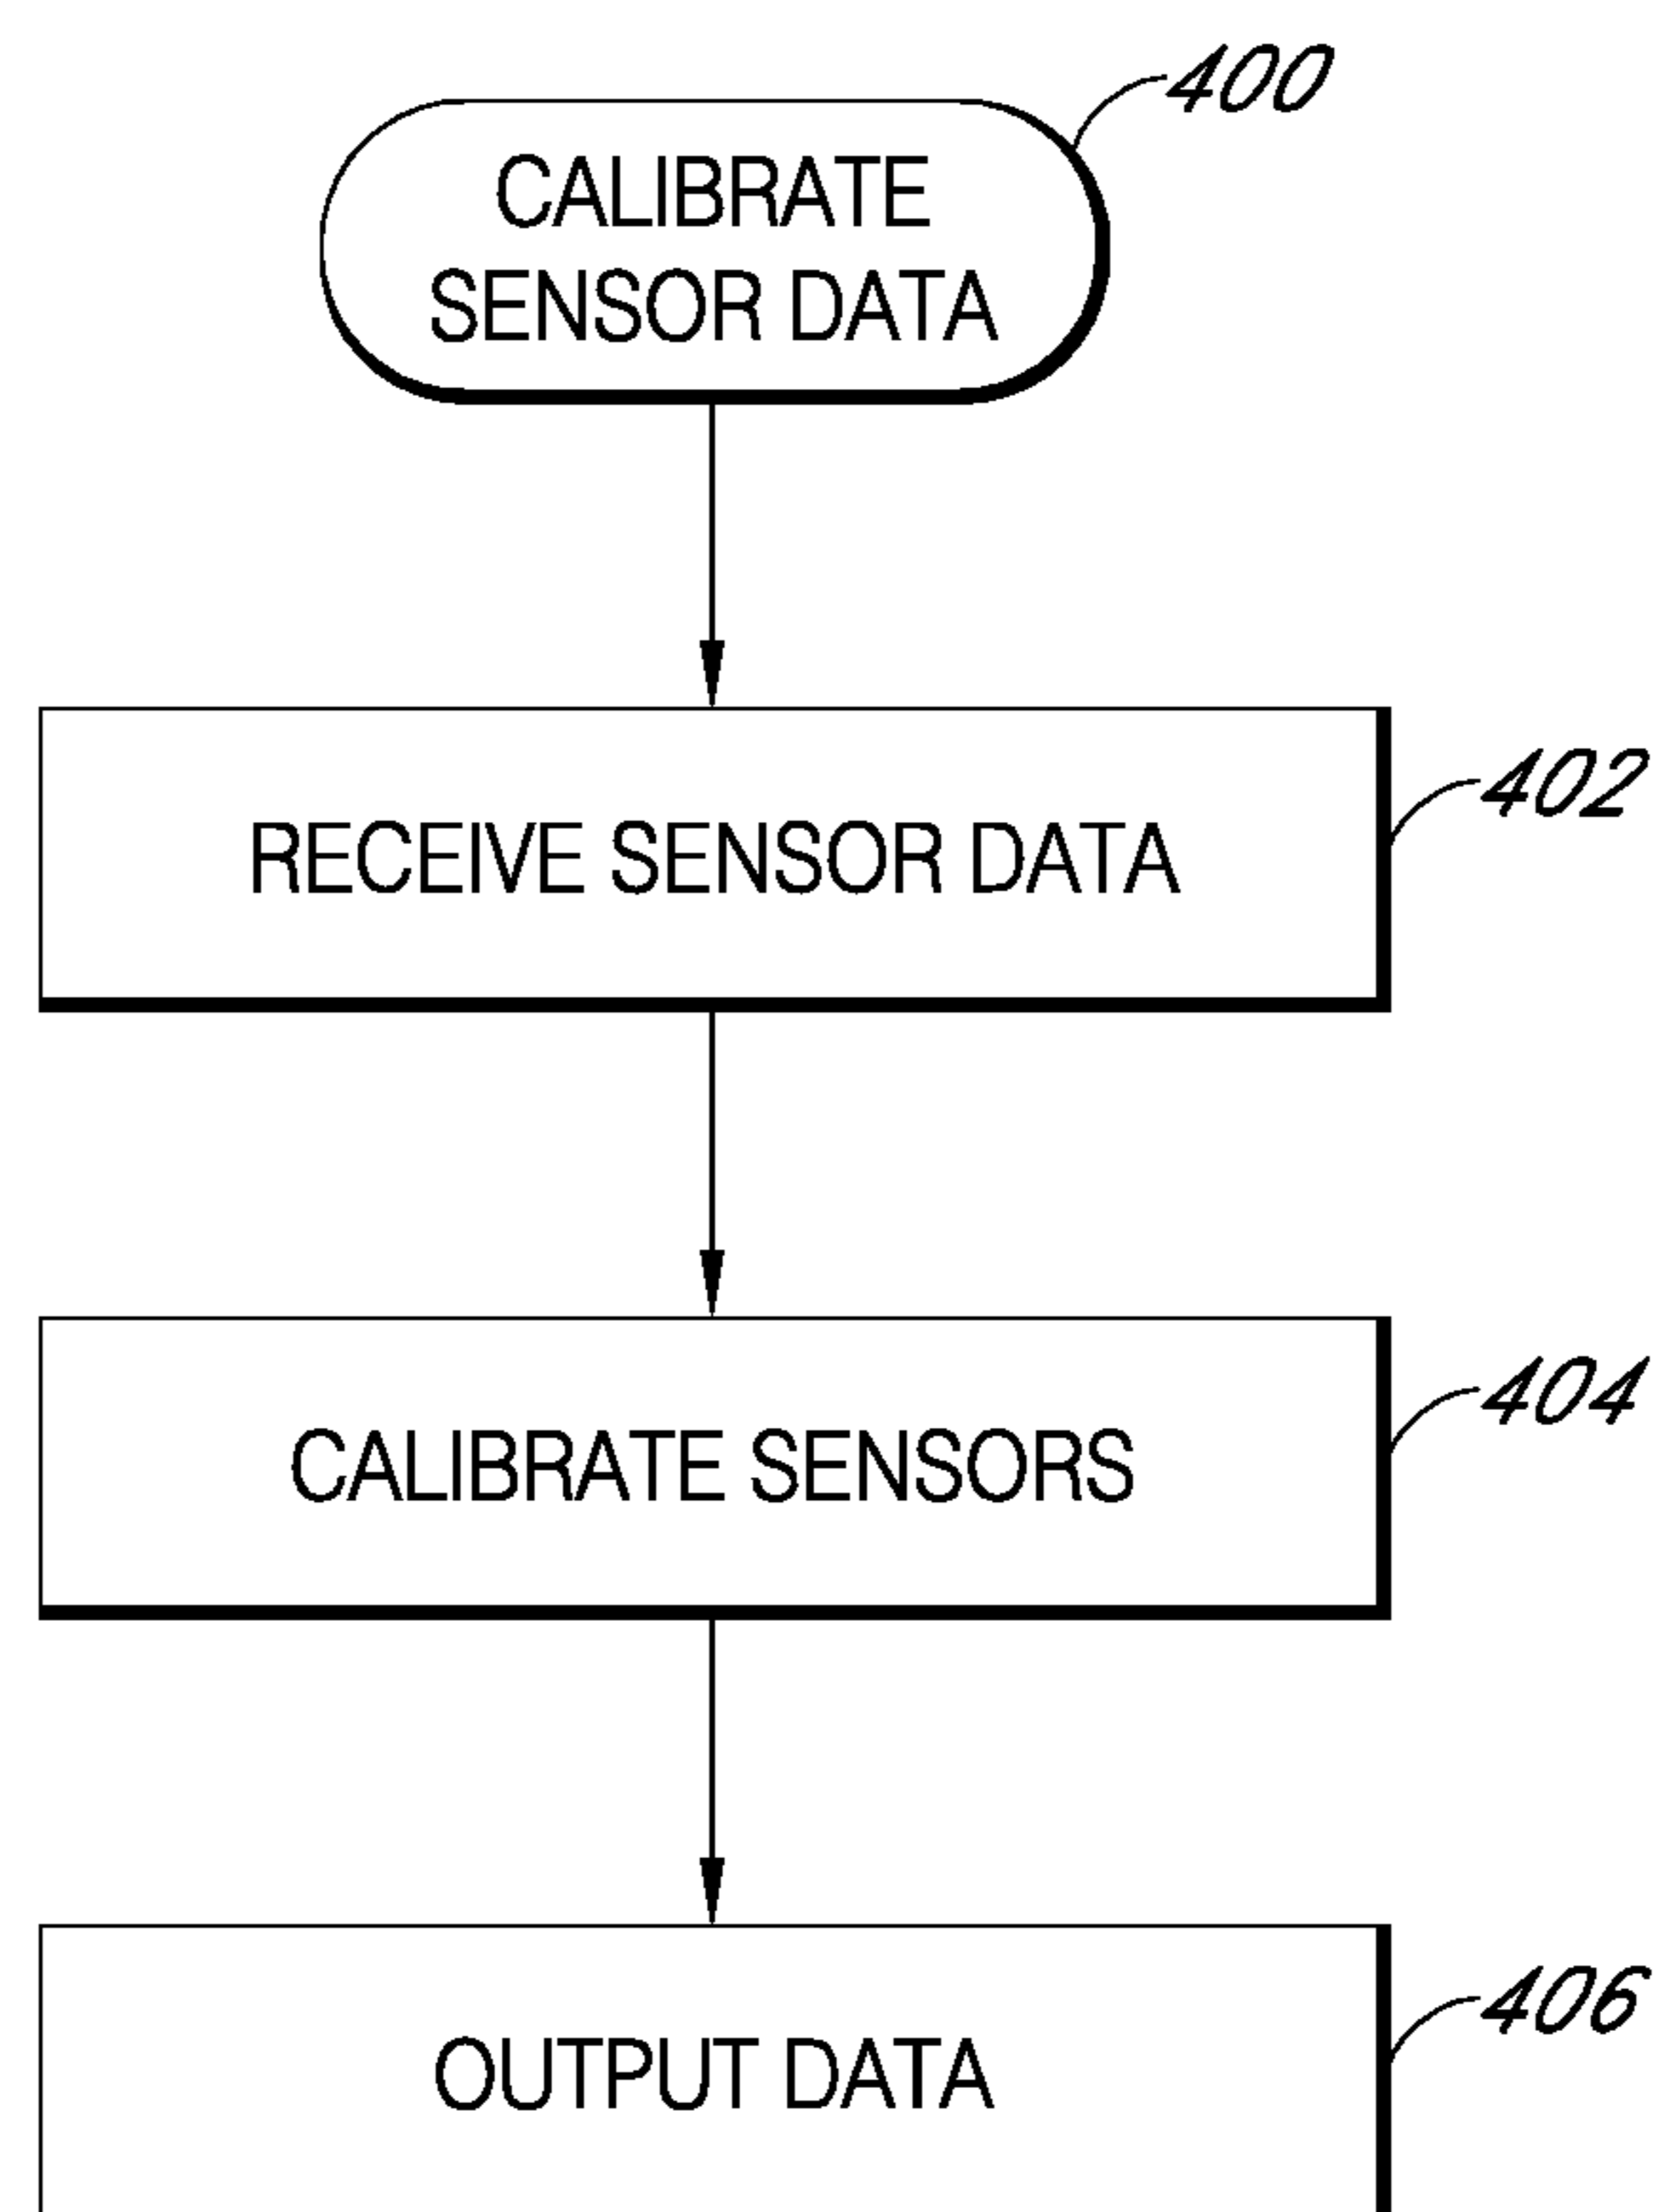 400
CALIBRATE
SENSOR DATA
402
RECEIVE SENSOR DATA
404
CALIBRATE SENSORS
406
OUTPUT DATA